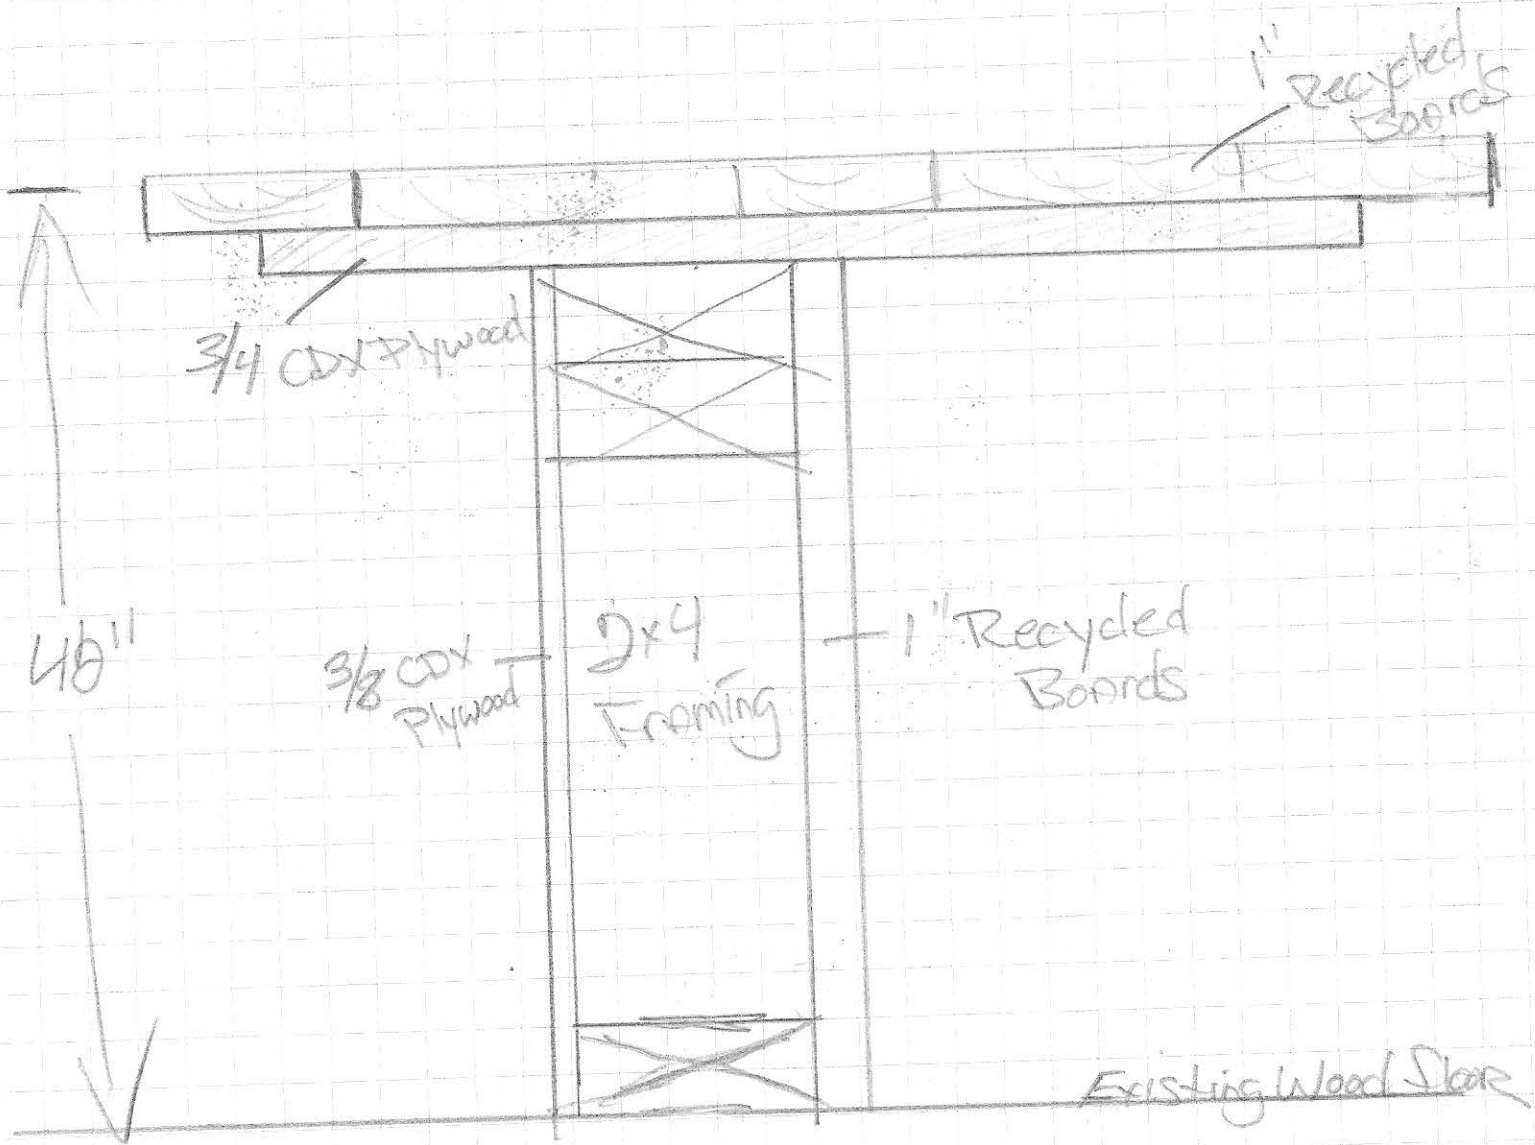 1"
Recycled
Boards
3/4 CDX Plywood
40"
3/8 CDX
Plywood
2x4
Framing
1" Recycled
Boards
Existing Wood Floor